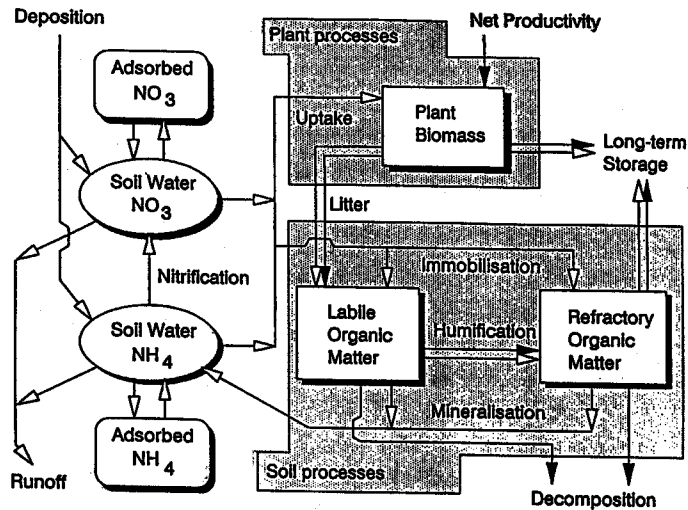 Deposition
Plant processes
Net Productivity
Adsorbed
NO3
Uptake
Plant
Biomass
Long-term
Storage
Soil Water
NO3
Litter
Nitrification
Immobilisation
Soil Water
NH4
Labile
Organic
Matter
Humification
Refractory
Organic
Matter
Mineralisation
Adsorbed
NH4
Runoff
Soil processes
Decomposition